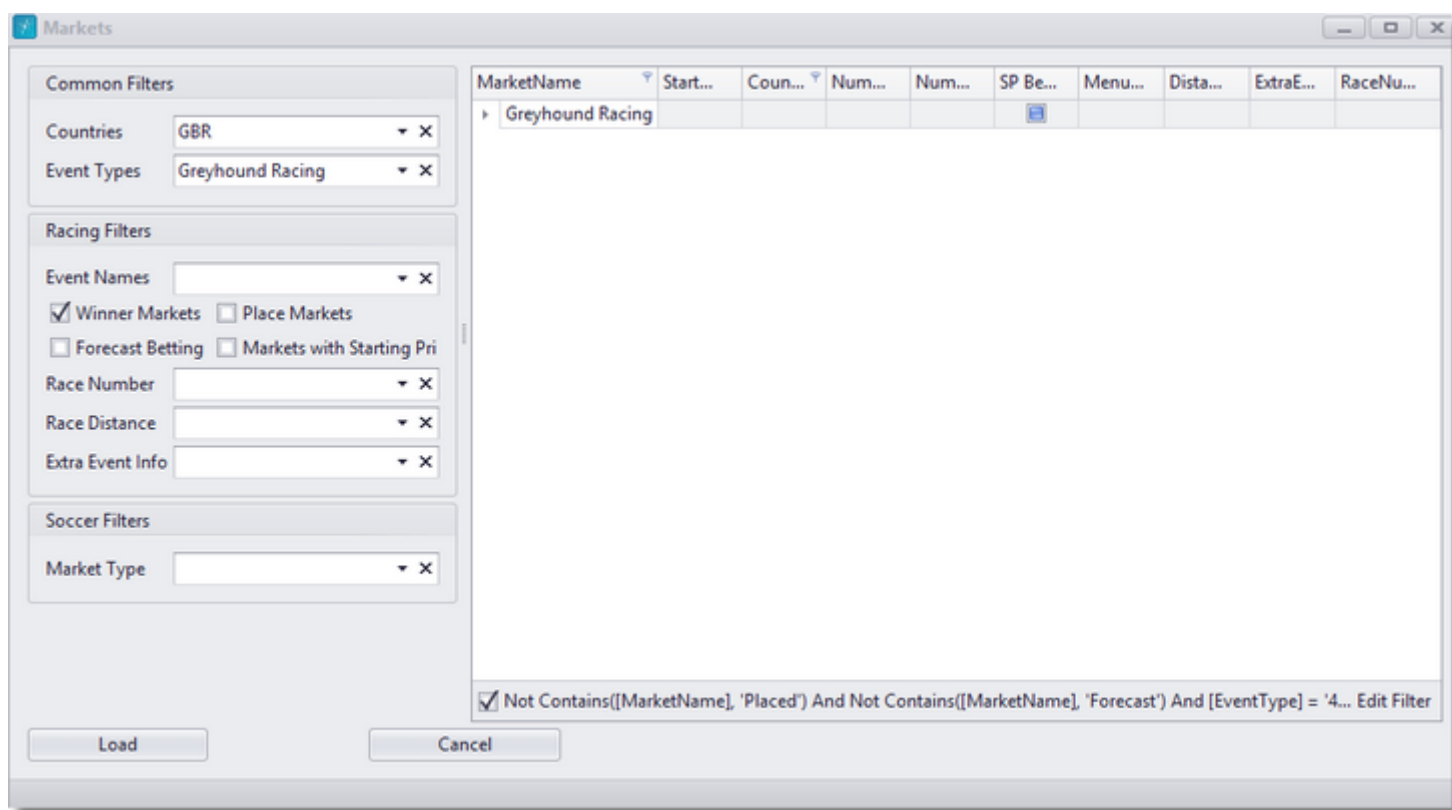 Markets
Common Filters
Countries GBR
Event Types Greyhound Racing
Racing Filters
Event Names
Winner Markets Place Markets
Forecast Betting Markets with Starting Pri
Race Number
Race Distance
Extra Event Info
Soccer Filters
Market Type
MarketName Start... Coun... Num... Num... SP Be... Menu... Dista... ExtraE... RaceNu...
Greyhound Racing
Not Contains([MarketName], 'Placed') And Not Contains([MarketName], 'Forecast') And [EventType] = '4... Edit Filter
Load Cancel